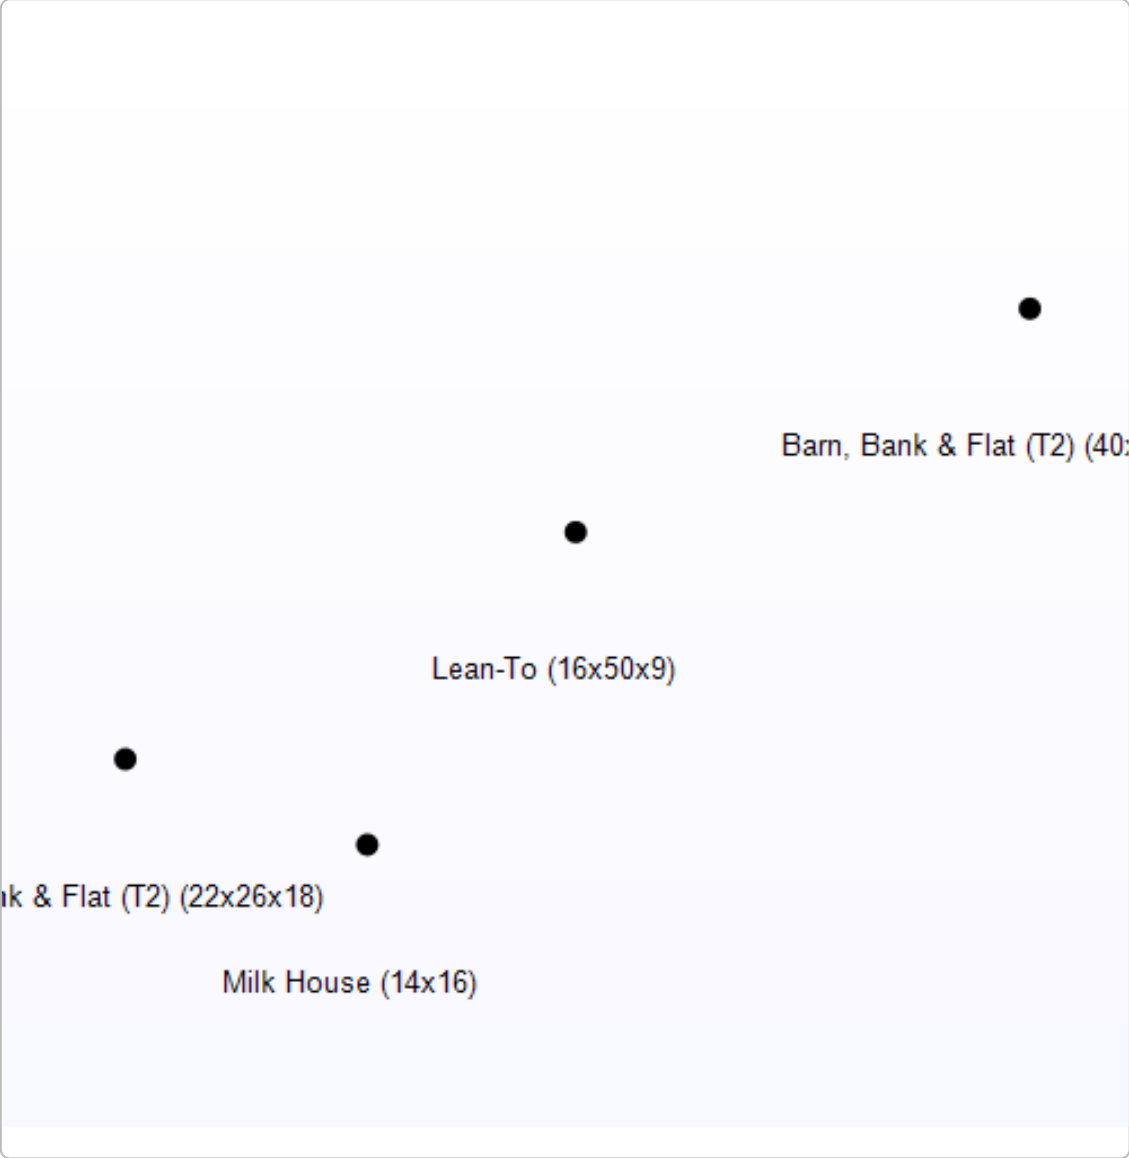 Barn, Bank & Flat (T2) (40
Lean-To (16x50x9)
& Flat (T2) (22x26x18)
Milk House (14x16)